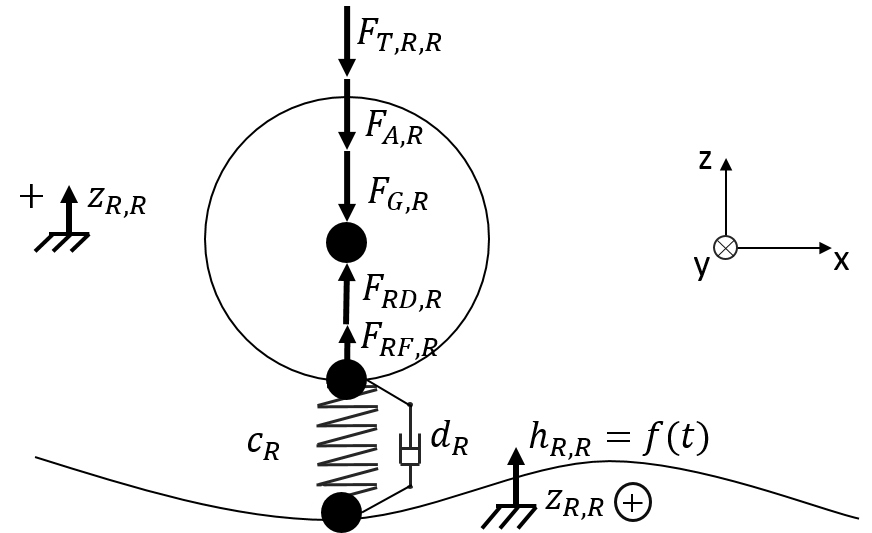 F_{T,R,R}
F_{A,R}
F_{G,R}
+ z_{R,R}
z
y x
F_{RD,R}
F_{RF,R}
c_R d_R
h_{R,R} = f(t)
z_{R,R} +